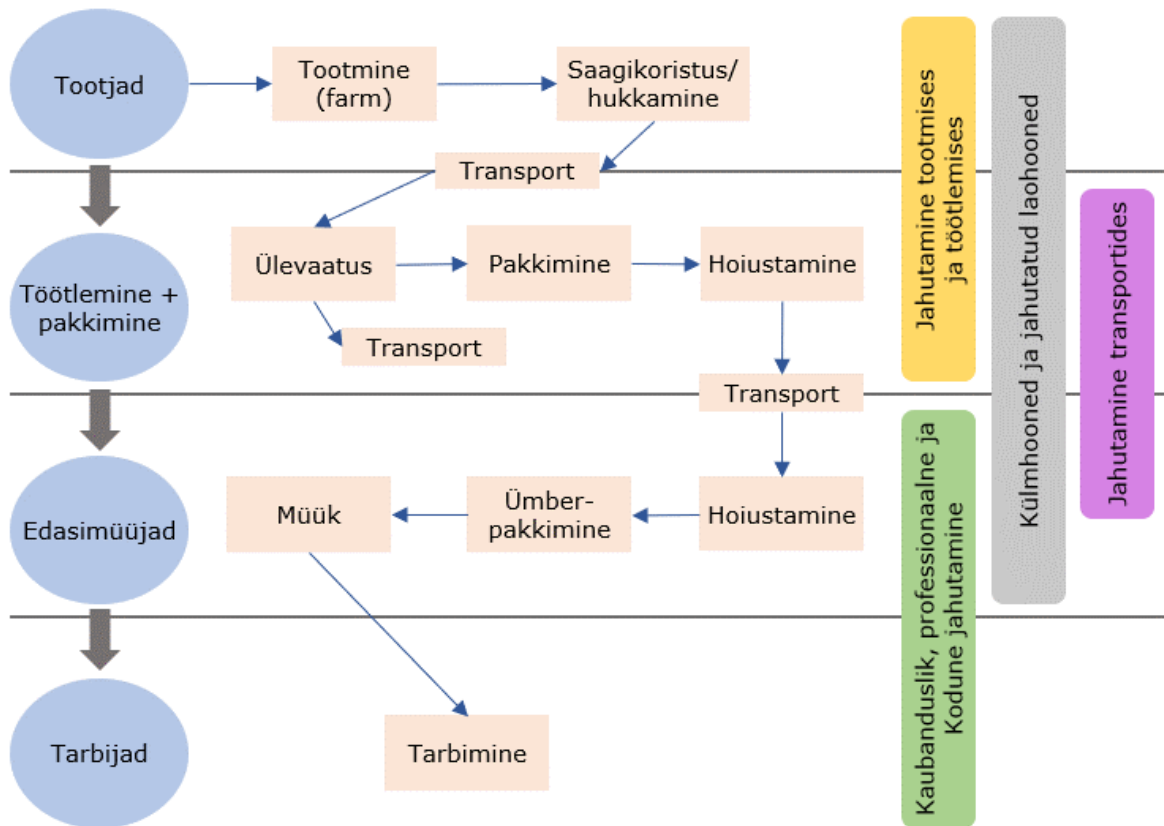 Tootjad
Tootmine
(farm)
Saagikoristus/
hukkamine
Transport
Töötlemine +
pakkimine
Ülevaatus
Pakkimine
Hoiustamine
Transport
Transport
Edasimüüjad
Müük
Ümber-
pakkimine
Hoiustamine
Tarbijad
Tarbimine
Jahutamine tootmises
ja töötlemises
Kaubanduslik, professionaalne ja
Kodune jahutamine
Külmhooned ja jahutatud laohooned
Jahutamine transportides